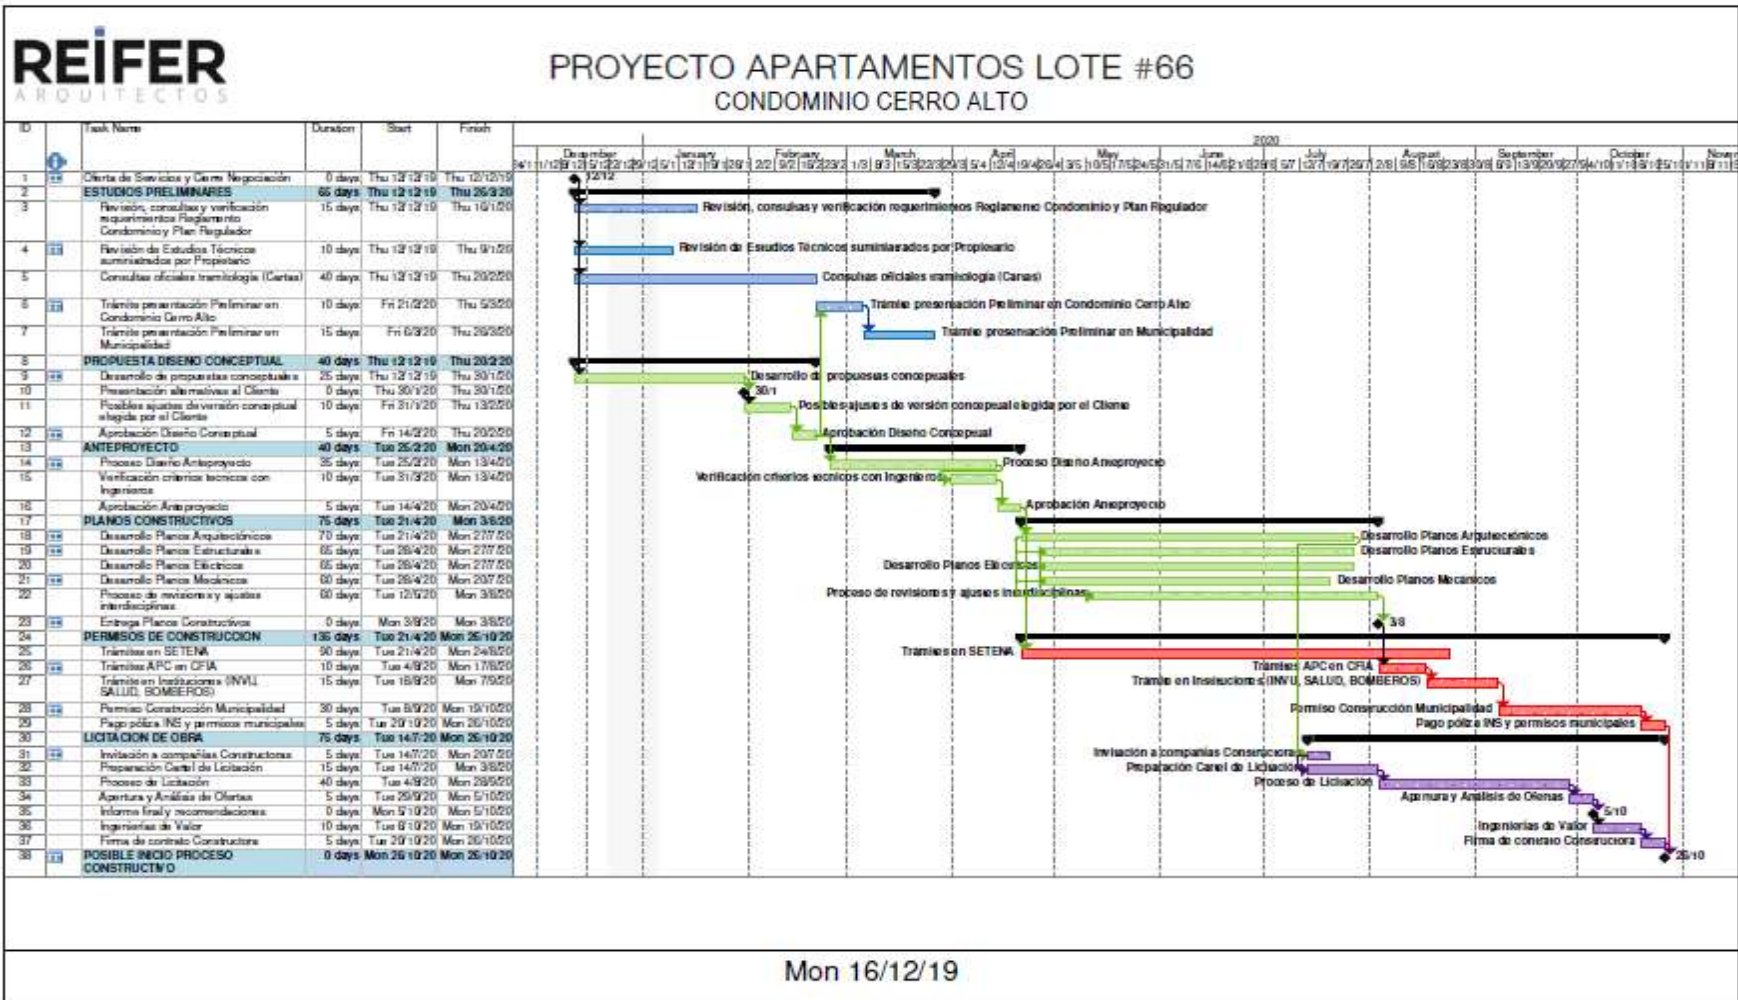 REIFER
ARQUITECTOS
PROYECTO APARTAMENTOS LOTE #66
CONDOMINIO CERRO ALTO
ID Task Name Duration Start Finish
2020
December January February March April May June July August September October
1 Oferta de Servicios y Cierre Negociación 0 days Thu 12/12/19 Thu 12/12/19 12/12
2 ESTUDIOS PRELIMINARES 66 days Thu 12/12/19 Thu 26/3/20
3 Revisión, consultas y verificación 15 days Thu 12/12/19 Thu 16/1/20 Revisión, consultas y verificación requerimientos Reglamento Condominio y Plan Regulador
requerimientos Reglamento
Condominio y Plan Regulador
4 Revisión de Estudios Técnicos 10 days Thu 12/12/19 Thu 9/1/20 Revisión de Estudios Técnicos suministrados por Propietario
suministrados por Propietario
5 Consultas oficiales tramitología (Cartas) 40 days Thu 12/12/19 Thu 20/2/20 Consultas oficiales tramitología (Cartas)
6 Trámite presentación Preliminar en 10 days Fri 21/2/20 Thu 5/3/20 Trámite presentación Preliminar en Condominio Cerro Alto
Condominio Cerro Alto
7 Trámite presentación Preliminar en 15 days Fri 6/3/20 Thu 26/3/20 Trámite presentación Preliminar en Municipalidad
Municipalidad
8 PROPUESTA DISEÑO CONCEPTUAL 40 days Thu 12/12/19 Thu 20/2/20
9 Desarrollo de propuestas conceptuales 25 days Thu 12/12/19 Thu 30/1/20 Desarrollo de propuestas conceptuales
10 Presentación alternativas al Cliente 0 days Thu 30/1/20 Thu 30/1/20 30/1
11 Posibles ajustes de versión conceptual 10 days Fri 31/1/20 Thu 13/2/20 Posibles ajustes de versión conceptual elegida por el Cliente
elegida por el Cliente
12 Aprobación Diseño Conceptual 5 days Fri 14/2/20 Thu 20/2/20 Aprobación Diseño Conceptual
13 ANTEPROYECTO 40 days Tue 25/2/20 Mon 20/4/20
14 Proceso Diseño Anteproyecto 35 days Tue 25/2/20 Mon 13/4/20 Proceso Diseño Anteproyecto
15 Verificación criterios tecnicos con 10 days Tue 31/3/20 Mon 13/4/20 Verificación criterios tecnicos con Ingenieros
Ingenieros
16 Aprobación Anteproyecto 5 days Tue 14/4/20 Mon 20/4/20 Aprobación Anteproyecto
17 PLANOS CONSTRUCTIVOS 75 days Tue 21/4/20 Mon 3/8/20
18 Desarrollo Planos Arquitectónicos 70 days Tue 21/4/20 Mon 27/7/20 Desarrollo Planos Arquitectónicos
19 Desarrollo Planos Estructurales 65 days Tue 28/4/20 Mon 27/7/20 Desarrollo Planos Estructurales
20 Desarrollo Planos Eléctricos 65 days Tue 28/4/20 Mon 27/7/20 Desarrollo Planos Eléctricos
21 Desarrollo Planos Mecánicos 60 days Tue 28/4/20 Mon 20/7/20 Desarrollo Planos Mecánicos
22 Proceso de revisiones y ajustes 60 days Tue 12/5/20 Mon 3/8/20 Proceso de revisiones y ajustes interdisciplinas
interdisciplinas
23 Entrega Planos Constructivos 0 days Mon 3/8/20 Mon 3/8/20 3/8
24 PERMISOS DE CONSTRUCCION 136 days Tue 21/4/20 Mon 26/10/20
25 Trámites en SETENA 90 days Tue 21/4/20 Mon 24/8/20 Trámites en SETENA
26 Trámites APC en CFIA 10 days Tue 4/8/20 Mon 17/8/20 Trámites APC en CFIA
27 Trámite en Instituciones (INVU, 15 days Tue 18/8/20 Mon 7/9/20 Trámite en Instituciones (INVU, SALUD, BOMBEROS)
SALUD, BOMBEROS)
28 Permiso Construcción Municipalidad 30 days Tue 8/9/20 Mon 19/10/20 Permiso Construcción Municipalidad
29 Pago póliza INS y permisos municipales 5 days Tue 20/10/20 Mon 26/10/20 Pago póliza INS y permisos municipales
30 LICITACION DE OBRA 75 days Tue 14/7/20 Mon 26/10/20
31 Invitación a compañías Constructoras 5 days Tue 14/7/20 Mon 20/7/20 Invitación a compañías Constructoras
32 Preparación Cartel de Licitación 15 days Tue 14/7/20 Mon 3/8/20 Preparación Cartel de Licitación
33 Proceso de Licitación 40 days Tue 4/8/20 Mon 28/9/20 Proceso de Licitación
34 Apertura y Análisis de Ofertas 5 days Tue 29/9/20 Mon 5/10/20 Apertura y Análisis de Ofertas
35 Informe final y recomendaciones 0 days Mon 5/10/20 Mon 5/10/20 5/10
36 Ingenierías de Valor 10 days Tue 6/10/20 Mon 19/10/20 Ingenierías de Valor
37 Firma de contrato Constructora 5 days Tue 20/10/20 Mon 26/10/20 Firma de contrato Constructora
38 POSIBLE INICIO PROCESO 0 days Mon 26/10/20 Mon 26/10/20 26/10
CONSTRUCTIVO
Mon 16/12/19